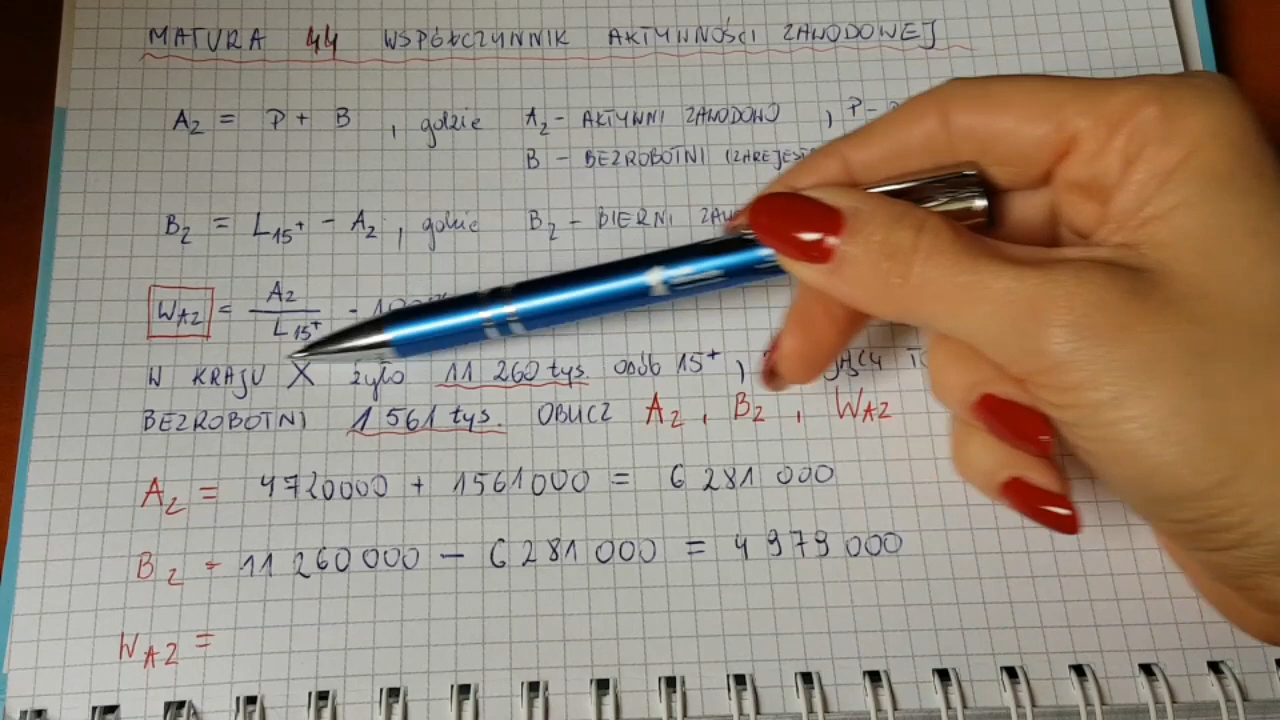 MATURA 44 WSPÓŁCZYNNIK AKTYWNOŚCI ZAWODOWEJ
AZ = P + B , gdzie AZ - AKTYWNI ZAWODOWO , P -
B - BEZROBOTNI
BZ = L15+ - AZ , gdzie BZ - BIERNI
WAZ = AZ / L15+
W KRAJU X żyło 11 260 tys. osób 15+ ,
BEZROBOTNI 1 561 tys. OBLICZ AZ , BZ , WAZ
AZ = 4720000 + 1561000 = 6 281 000
BZ - 11 260 000 - 6 281 000 = 4 979 000
WAZ =